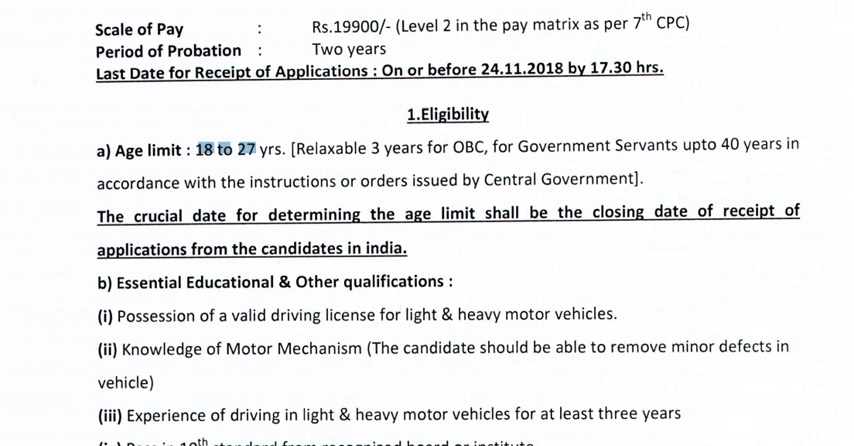 Scale of Pay : Rs.19900/- (Level 2 in the pay matrix as per 7th CPC)
Period of Probation : Two years
Last Date for Receipt of Applications : On or before 24.11.2018 by 17.30 hrs.
1.Eligibility
a) Age limit : 18 to 27 yrs. [Relaxable 3 years for OBC, for Government Servants upto 40 years in
accordance with the instructions or orders issued by Central Government].
The crucial date for determining the age limit shall be the closing date of receipt of
applications from the candidates in india.
b) Essential Educational & Other qualifications :
(i) Possession of a valid driving license for light & heavy motor vehicles.
(ii) Knowledge of Motor Mechanism (The candidate should be able to remove minor defects in
vehicle)
(iii) Experience of driving in light & heavy motor vehicles for at least three years